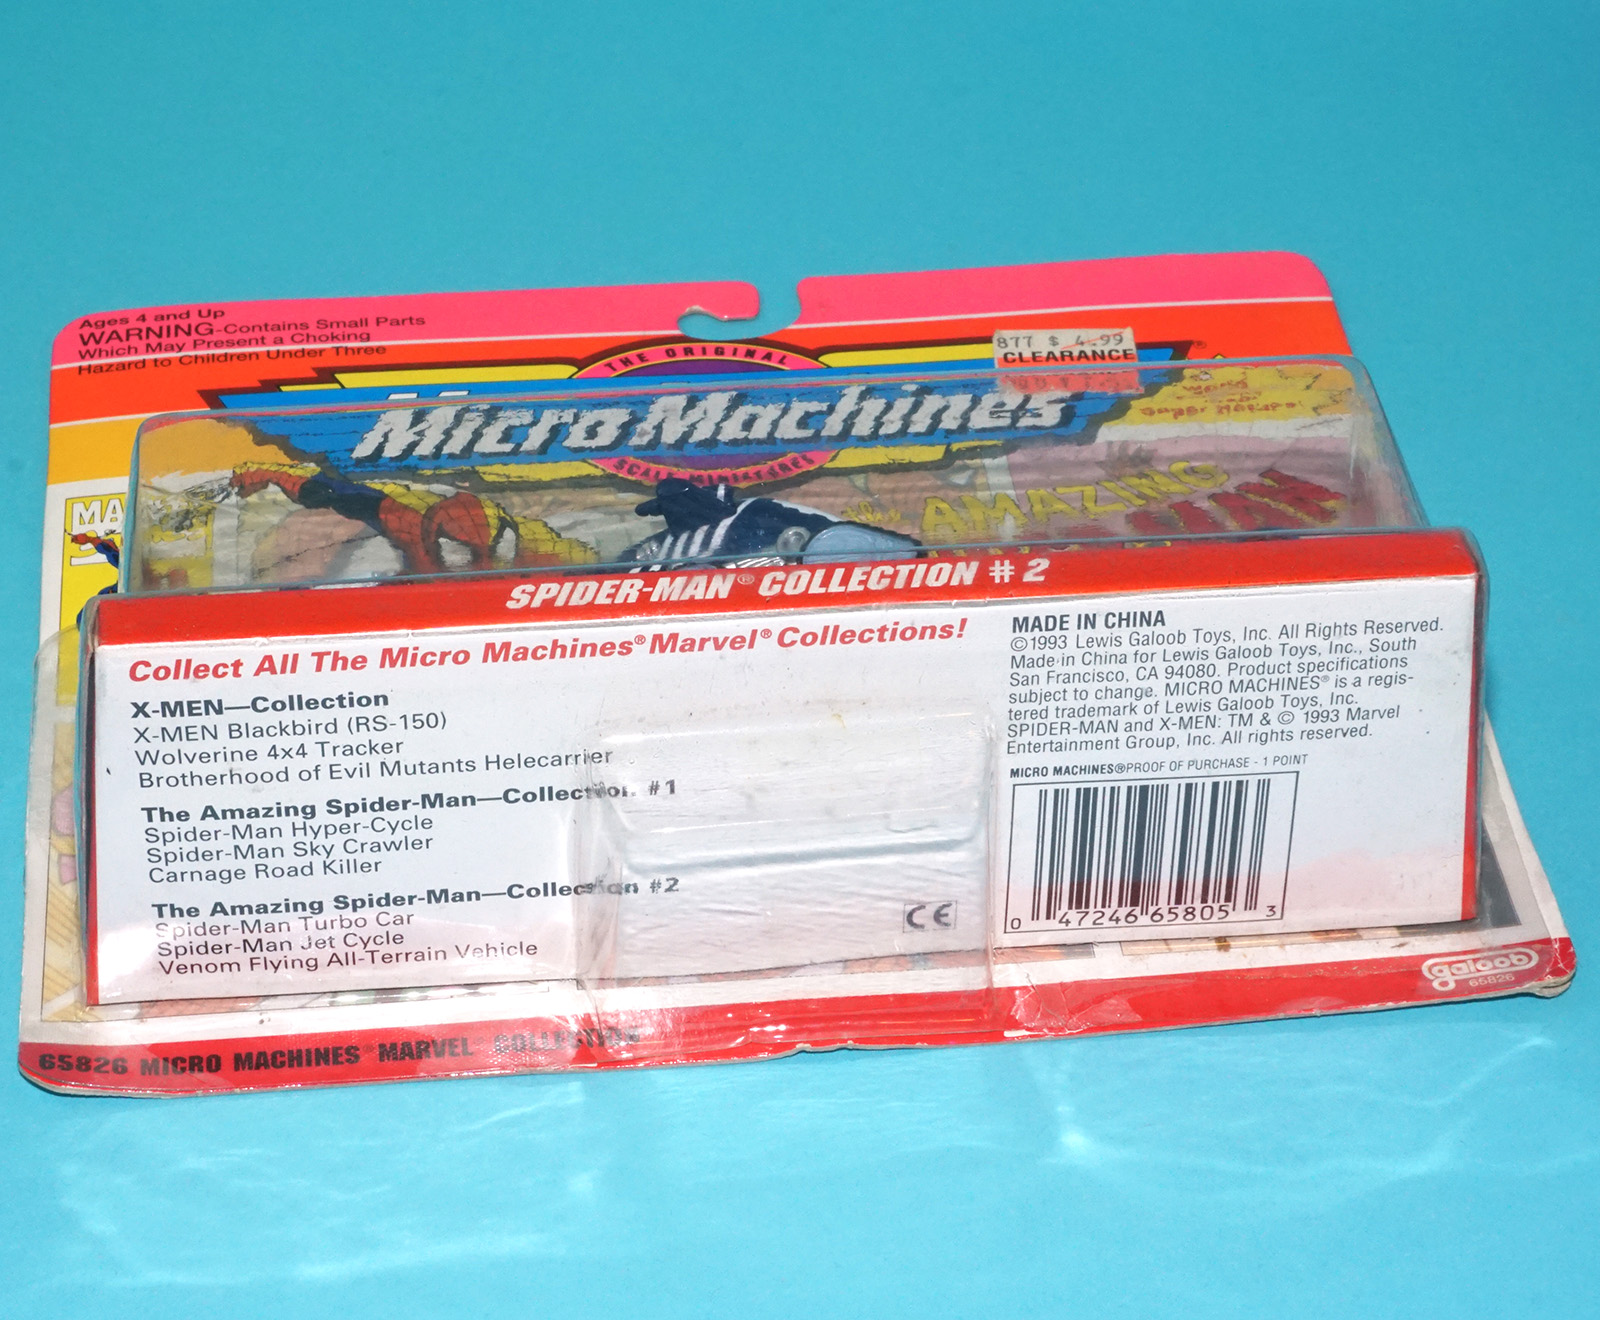 Ages 4 and Up
WARNING-Contains Small Parts
Which May Present a Choking
Hazard to Children Under Three
THE ORIGINAL
877 $ 4.99
CLEARANCE
Micro Machines
SCALE MINIATURES
MA
the AMAZING
SPIDER-MAN® COLLECTION # 2
Collect All The Micro Machines® Marvel® Collections!
X-MEN—Collection
X-MEN Blackbird (RS-150)
Wolverine 4x4 Tracker
Brotherhood of Evil Mutants Helecarrier
The Amazing Spider-Man—Collection #1
Spider-Man Hyper-Cycle
Spider-Man Sky Crawler
Carnage Road Killer
The Amazing Spider-Man—Collection #2
Spider-Man Turbo Car
Spider-Man Jet Cycle
Venom Flying All-Terrain Vehicle
CE
MADE IN CHINA
©1993 Lewis Galoob Toys, Inc. All Rights Reserved.
Made in China for Lewis Galoob Toys, Inc., South
San Francisco, CA 94080. Product specifications
subject to change. MICRO MACHINES® is a regis-
tered trademark of Lewis Galoob Toys, Inc.
SPIDER-MAN and X-MEN: TM & © 1993 Marvel
Entertainment Group, Inc. All rights reserved.
MICRO MACHINES® PROOF OF PURCHASE - 1 POINT
0 47246 65805 3
galoob
65826
65826 MICRO MACHINES® MARVEL® COLLECTION